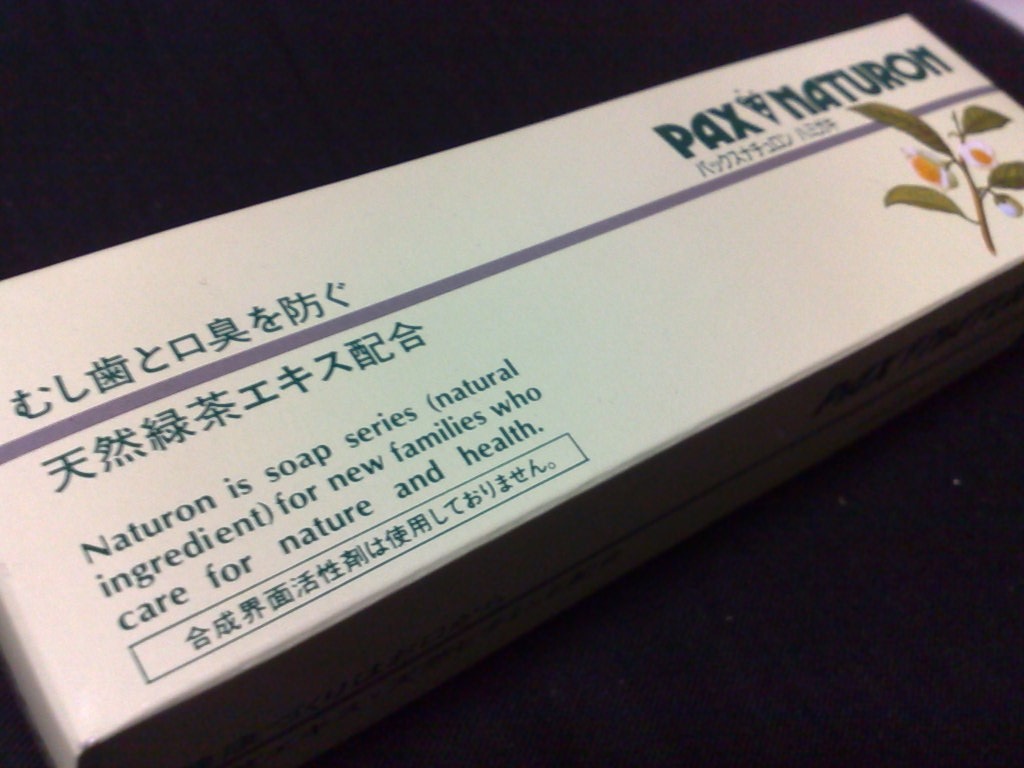 PAX NATURON
パックスナチュロン ハミガキ
むし歯と口臭を防ぐ
天然緑茶エキス配合
Naturon is soap series (natural
ingredient) for new families who
care for nature and health.
合成界面活性剤は使用しておりません。